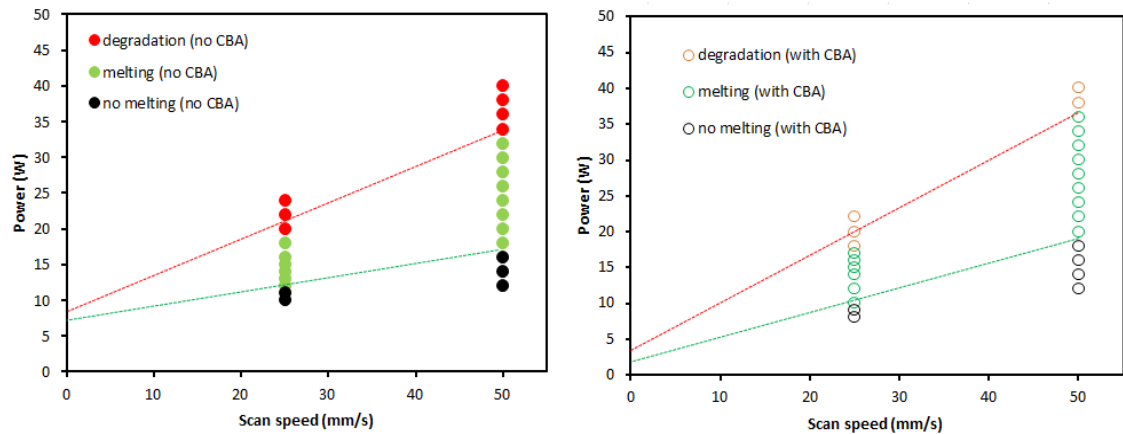 50
45
40
35
30
25
20
15
10
5
0
Power (W)
degradation (no CBA)
melting (no CBA)
no melting (no CBA)
0 10 20 30 40 50
Scan speed (mm/s)
50
45
40
35
30
25
20
15
10
5
0
Power (W)
degradation (with CBA)
melting (with CBA)
no melting (with CBA)
0 10 20 30 40 50
Scan speed (mm/s)